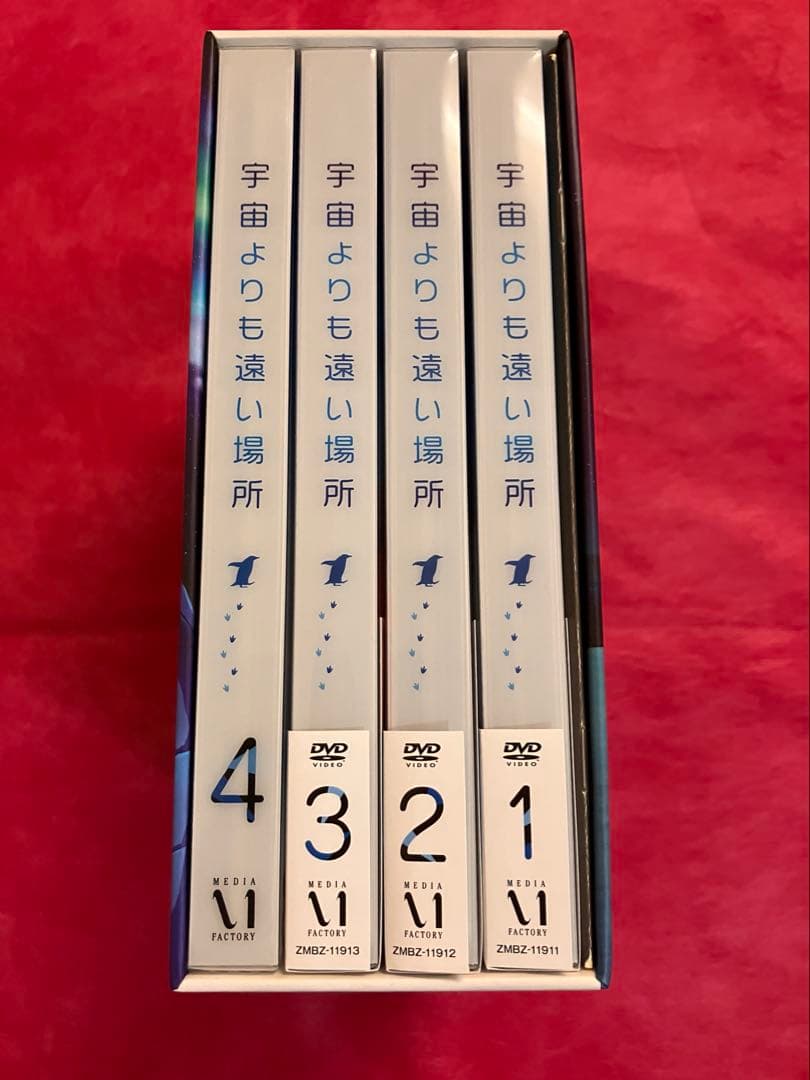 宇宙よりも遠い場所
4
MEDIA
FACTORY
宇宙よりも遠い場所
DVD
VIDEO
3
MEDIA
FACTORY
ZMBZ-11913
宇宙よりも遠い場所
DVD
VIDEO
2
MEDIA
FACTORY
ZMBZ-11912
宇宙よりも遠い場所
DVD
VIDEO
1
MEDIA
FACTORY
ZMBZ-11911